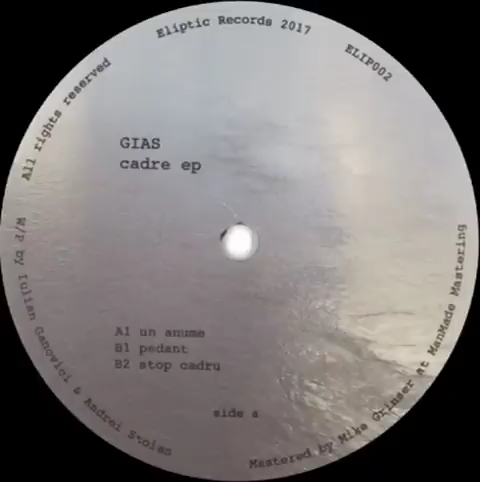 Eliptic Records 2017
ELIP002
All rights reserved
GIAS
cadre ep
W/P by Iulian Ganovici & Andrei Stoian
A1 un anume
B1 pedant
B2 stop cadru
side a
Mastered by Mike Grinser at ManMade Mastering